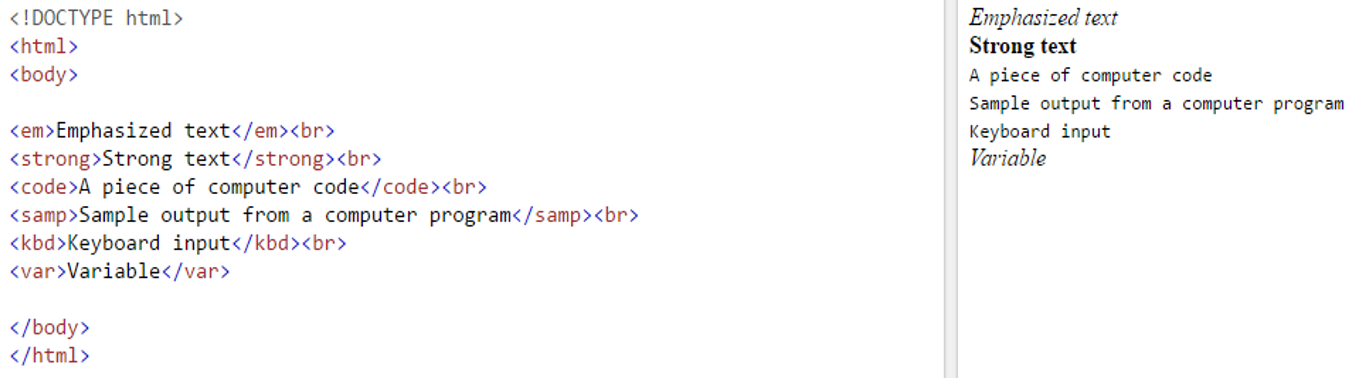 <!DOCTYPE html>
<html>
<body>
<em>Emphasized text</em><br>
<strong>Strong text</strong><br>
<code>A piece of computer code</code><br>
<samp>Sample output from a computer program</samp><br>
<kbd>Keyboard input</kbd><br>
<var>Variable</var>
</body>
</html>
Emphasized text
Strong text
A piece of computer code
Sample output from a computer program
Keyboard input
Variable